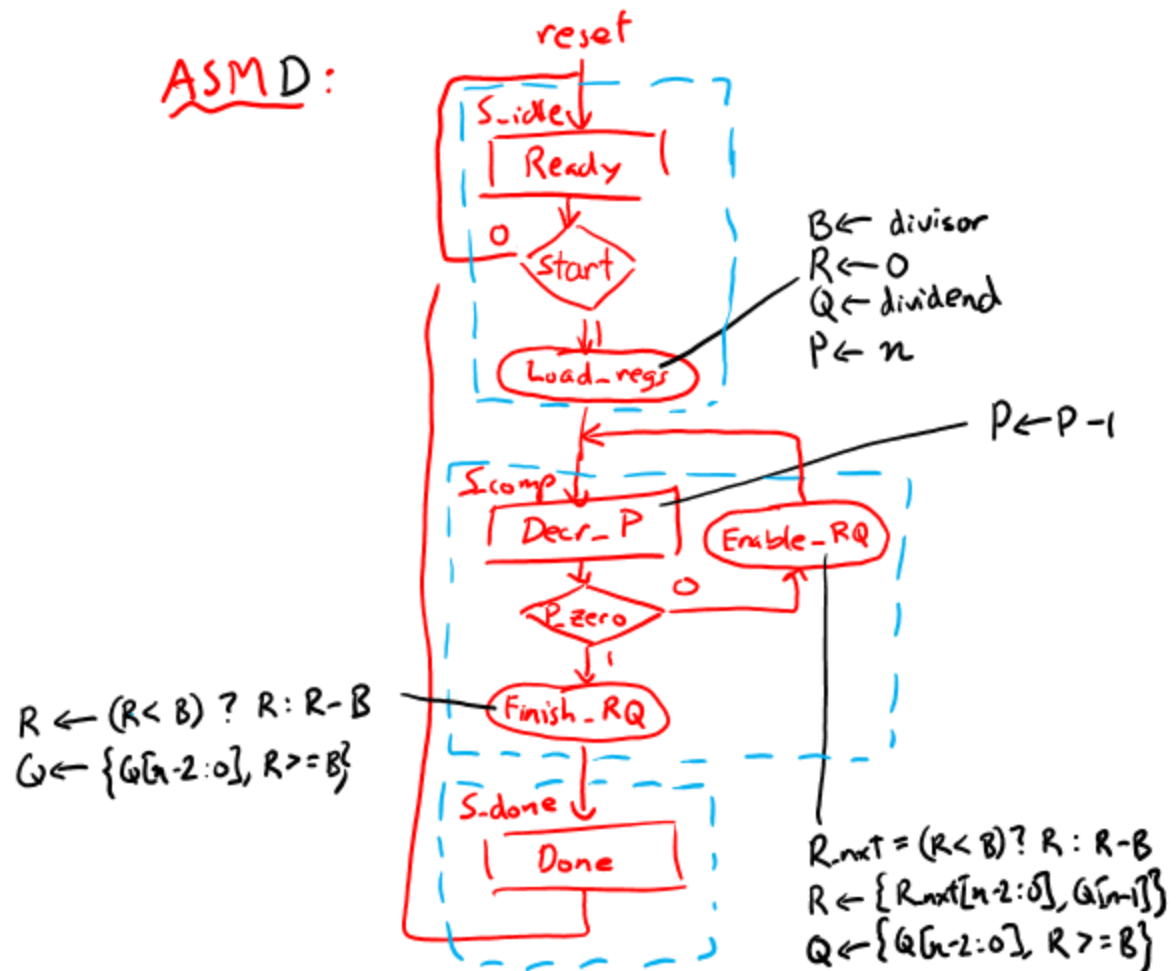 reset
ASMD:
S_idle
Ready
0
start
1
Load_regs
B← divisor
R←0
Q← dividend
P← n
P←P-1
S_comp
Decr_P
Enable_RQ
P_zero
0
1
Finish_RQ
R ← (R< B) ? R: R-B
Q← {Q[n-2:0], R>=B}
S_done
Done
R_nxt = (R< B)? R: R-B
R ← {R_nxt[n-2:0], Q[n-1]}
Q←{Q[n-2:0], R >= B}